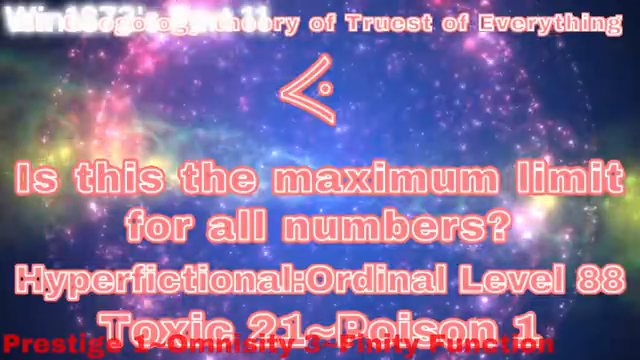 Theory of Truest of Everything
⋖
Is this the maximum limit
for all numbers?
Hyperfictional:Ordinal Level 88
Toxic 21~Poison 1
Prestige 1~Omnisity 3~Finity Function